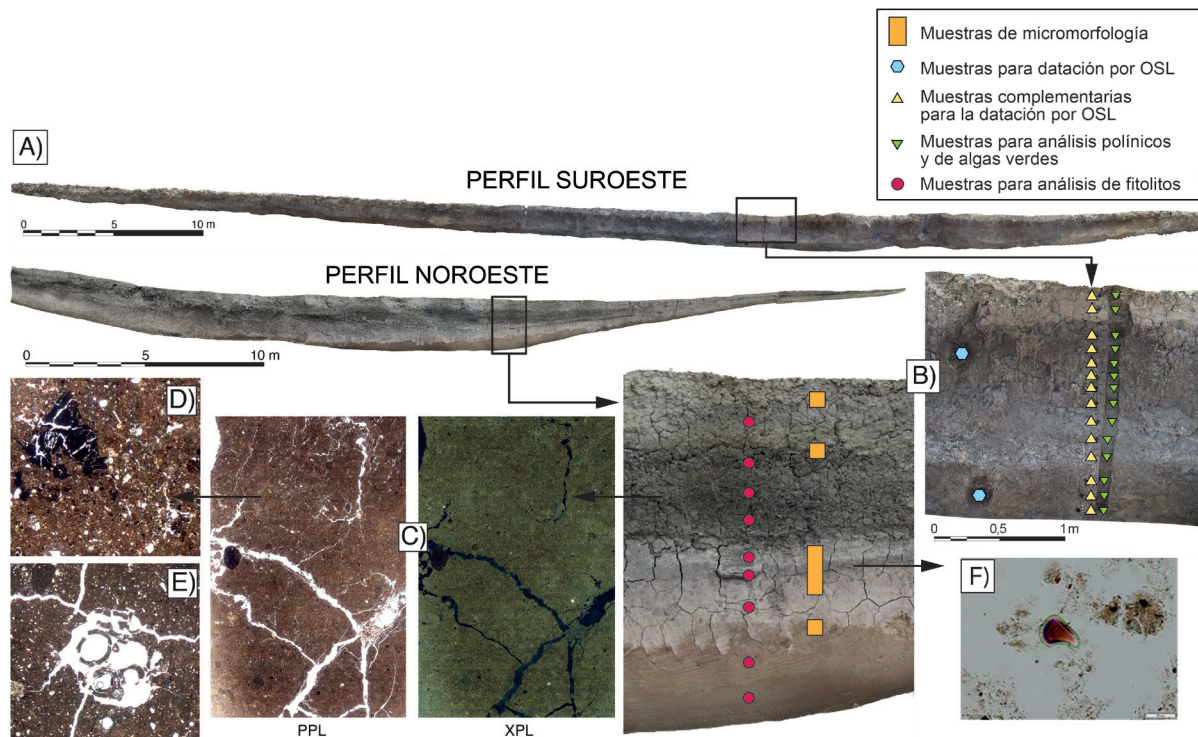 Muestras de micromorfología
Muestras para datación por OSL
Muestras complementarias
para la datación por OSL
Muestras para análisis polínicos
y de algas verdes
Muestras para análisis de fitolitos
A)
PERFIL SUROESTE
0 5 10 m
PERFIL NOROESTE
0 5 10 m
B)
0 0,5 1 m
D)
C)
E)
F)
PPL
XPL